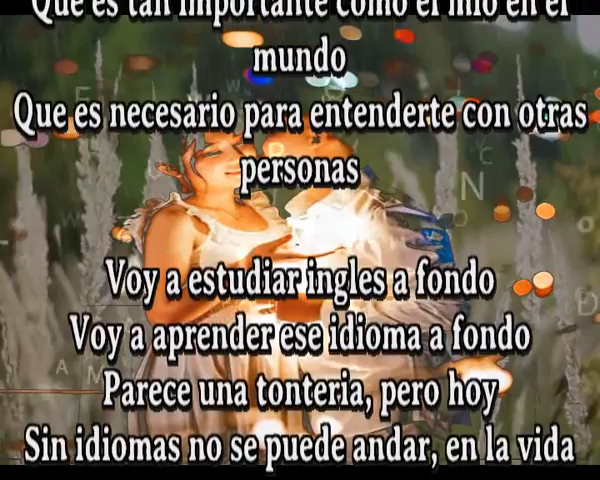 Que es tan importante como el mio en el
mundo
Que es necesario para entenderte con otras
personas
Voy a estudiar ingles a fondo
Voy a aprender ese idioma a fondo
Parece una tonteria, pero hoy
Sin idiomas no se puede andar, en la vida